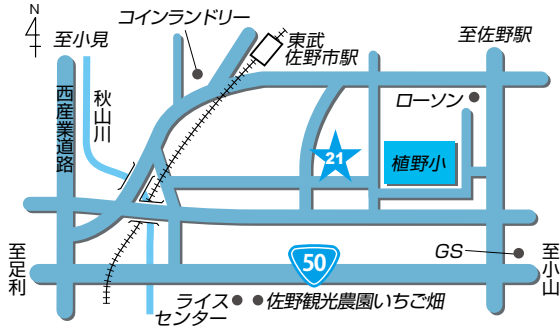 N
コインランドリー
至小見
東武
佐野市駅
至佐野駅
西産業道路
秋山川
ローソン
21
植野小
至足利
50
GS
至小山
ライス
センター
佐野観光農園いちご畑